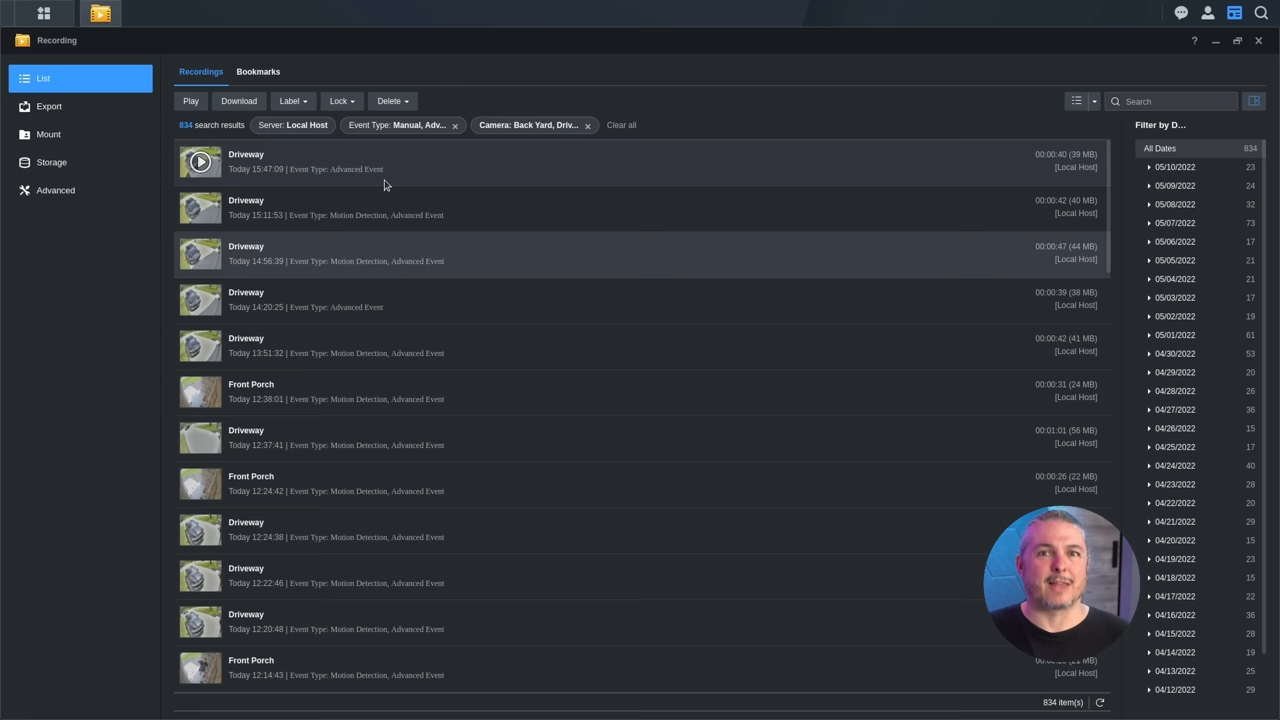 Recording
?
List
Export
Mount
Storage
Advanced
Recordings
Bookmarks
Play
Download
Label
Lock
Delete
Search
834 search results
Server: Local Host
Event Type: Manual, Adv...
Camera: Back Yard, Driv...
Clear all
Driveway
Today 15:47:09 | Event Type: Advanced Event
00:00:40 (39 MB)
[Local Host]
Driveway
Today 15:11:53 | Event Type: Motion Detection, Advanced Event
00:00:42 (40 MB)
[Local Host]
Driveway
Today 14:56:39 | Event Type: Motion Detection, Advanced Event
00:00:47 (44 MB)
[Local Host]
Driveway
Today 14:20:25 | Event Type: Advanced Event
00:00:39 (38 MB)
[Local Host]
Driveway
Today 13:51:32 | Event Type: Motion Detection, Advanced Event
00:00:42 (41 MB)
[Local Host]
Front Porch
Today 12:38:01 | Event Type: Motion Detection, Advanced Event
00:00:31 (24 MB)
[Local Host]
Driveway
Today 12:37:41 | Event Type: Motion Detection, Advanced Event
00:01:01 (56 MB)
[Local Host]
Front Porch
Today 12:24:42 | Event Type: Motion Detection, Advanced Event
00:00:26 (22 MB)
[Local Host]
Driveway
Today 12:24:38 | Event Type: Motion Detection, Advanced Event
Driveway
Today 12:22:46 | Event Type: Motion Detection, Advanced Event
Driveway
Today 12:20:48 | Event Type: Motion Detection, Advanced Event
Front Porch
Today 12:14:43 | Event Type: Motion Detection, Advanced Event
MB)
[Local Host]
834 item(s)
Filter by D...
All Dates 834
05/10/2022 23
05/09/2022 24
05/08/2022 32
05/07/2022 73
05/06/2022 17
05/05/2022 21
05/04/2022 21
05/03/2022 17
05/02/2022 19
05/01/2022 61
04/30/2022 53
04/29/2022 20
04/28/2022 26
04/27/2022 36
04/26/2022 15
04/25/2022 17
04/24/2022 40
04/23/2022 28
04/22/2022 20
04/21/2022 29
04/20/2022 15
04/19/2022 23
04/18/2022 15
04/17/2022 22
04/16/2022 36
04/15/2022 28
04/14/2022 19
04/13/2022 25
04/12/2022 29